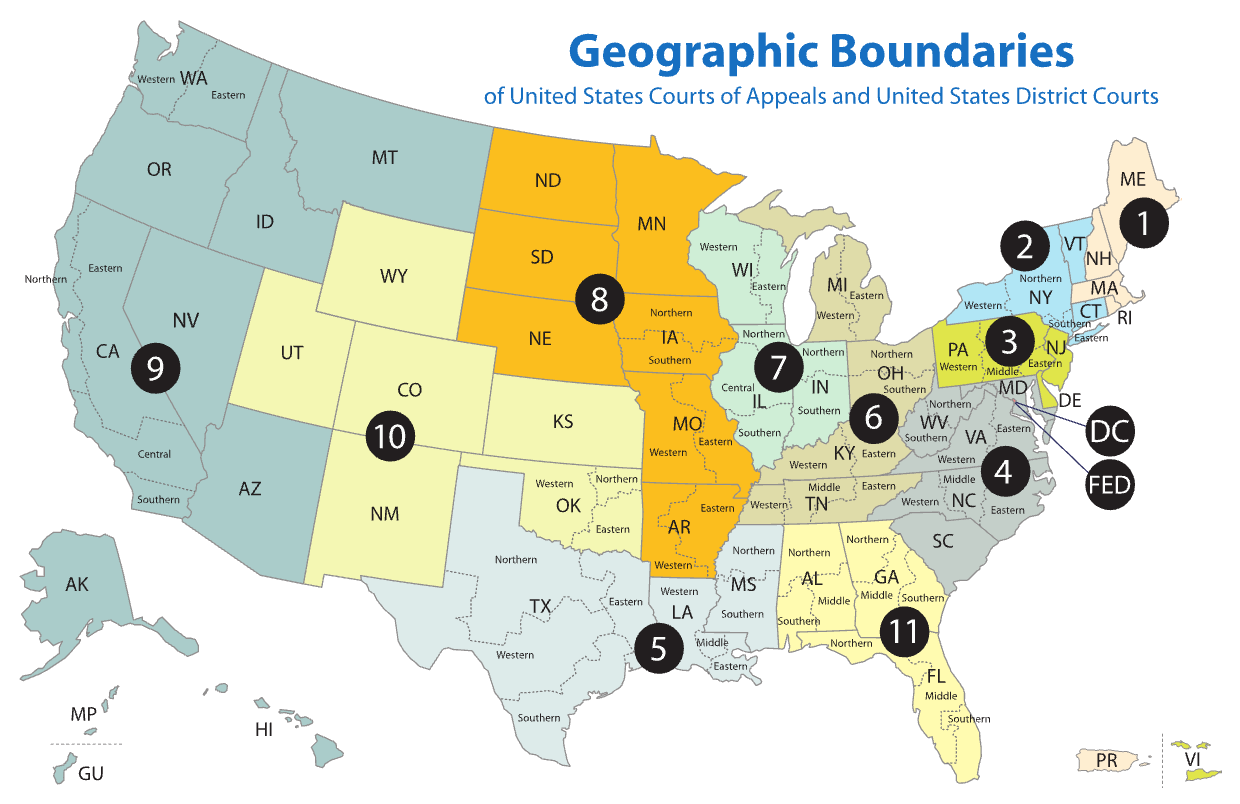 Geographic Boundaries
of United States Courts of Appeals and United States District Courts
Western
WA
Eastern
OR
ID
MT
Northern
Eastern
CA
Central
Southern
NV
9
AZ
AK
MP
GU
HI
WY
UT
CO
10
KS
NM
Western
Northern
OK
Eastern
ND
MN
SD
8
NE
Northern
IA
Southern
MO
Eastern
Western
Eastern
AR
Western
Northern
TX
Eastern
Western
Southern
5
Western
LA
Middle
Eastern
Northern
MS
Southern
Western
WI
Eastern
Northern
7
Central
IL
Southern
Northern
IN
Southern
MI
Eastern
Western
Northern
OH
Southern
6
KY
Western
Eastern
Middle
Eastern
Western
TN
Northern
AL
Middle
Southern
Northern
GA
Middle
Southern
11
Northern
FL
Middle
Southern
ME
1
2
VT
NH
Northern
NY
Western
MA
CT
RI
Southern
Eastern
3
PA
NJ
Western
Middle
Eastern
MD
DE
Northern
WV
Southern
VA
Eastern
Western
4
DC
FED
Middle
NC
Western
Eastern
SC
PR
VI